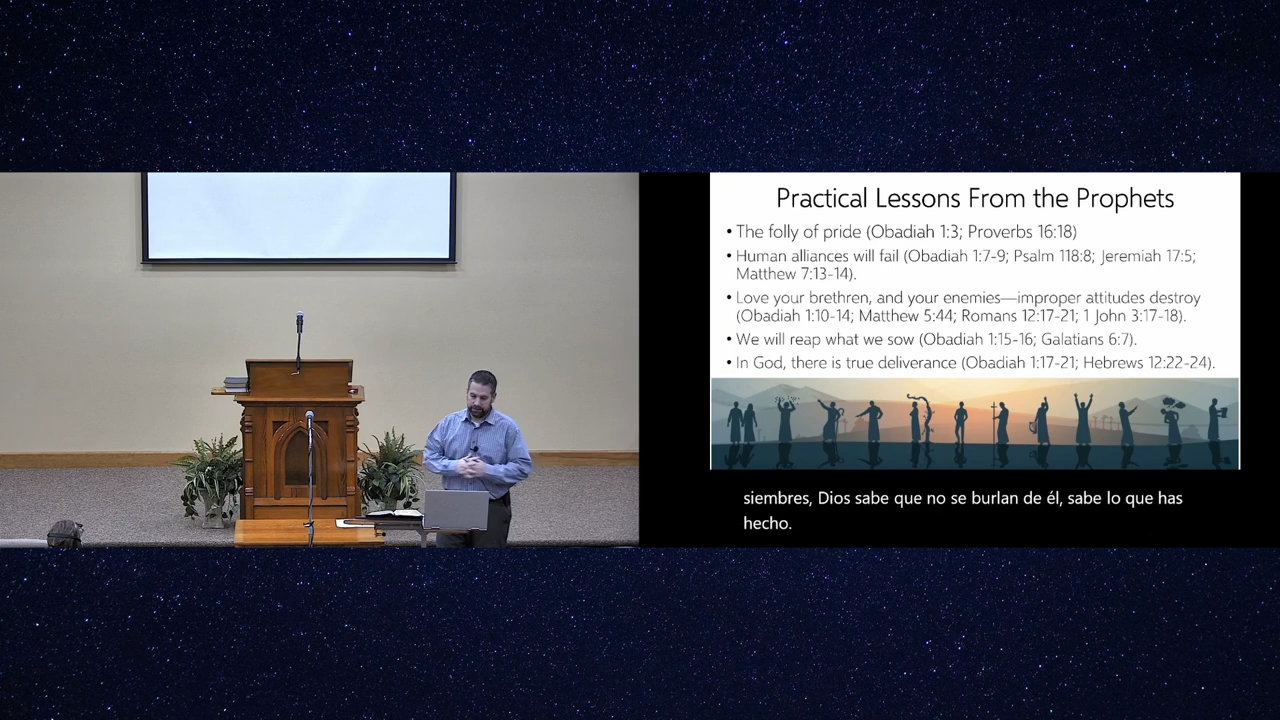 Practical Lessons From the Prophets
• The folly of pride (Obadiah 1:3; Proverbs 16:18)
• Human alliances will fail (Obadiah 1:7-9; Psalm 118:8; Jeremiah 17:5;
Matthew 7:13-14).
• Love your brethren, and your enemies—improper attitudes destroy
(Obadiah 1:10-14; Matthew 5:44; Romans 12:17-21; 1 John 3:17-18).
• We will reap what we sow (Obadiah 1:15-16; Galatians 6:7).
• In God, there is true deliverance (Obadiah 1:17-21; Hebrews 12:22-24).
siembres, Dios sabe que no se burlan de él, sabe lo que has
hecho.